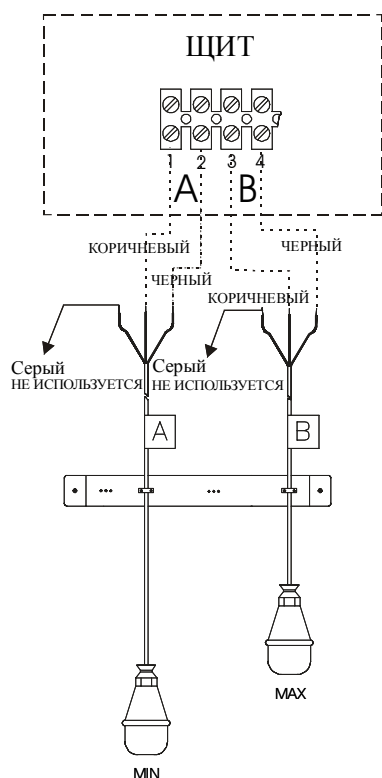 ЩИТ
1 2 3 4
A B
КОРИЧНЕВЫЙ
ЧЕРНЫЙ
ЧЕРНЫЙ
КОРИЧНЕВЫЙ
Серый
НЕ ИСПОЛЬЗУЕТСЯ
Серый
НЕ ИСПОЛЬЗУЕТСЯ
A
B
MAX
MIN